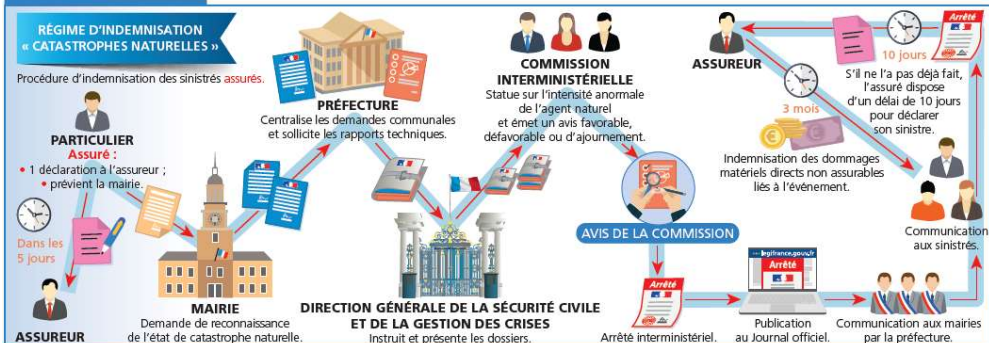 RÉGIME D'INDEMNISATION
« CATASTROPHES NATURELLES »
Procédure d'indemnisation des sinistrés assurés.
PARTICULIER
Assuré :
• 1 déclaration à l'assureur ;
• prévient la mairie.
Dans les
5 jours
ASSUREUR
MAIRIE
Demande de reconnaissance
de l'état de catastrophe naturelle.
PRÉFECTURE
Centralise les demandes communales
et sollicite les rapports techniques.
DIRECTION GÉNÉRALE DE LA SÉCURITÉ CIVILE
ET DE LA GESTION DES CRISES
Instruit et présente les dossiers.
COMMISSION
INTERMINISTÉRIELLE
Statue sur l'intensité anormale
de l'agent naturel
et émet un avis favorable,
défavorable ou d'ajournement.
AVIS DE LA COMMISSION
Arrêté
Arrêté interministériel.
legifrance.gouv.fr
Arrêté
Publication
au Journal officiel.
Communication aux mairies
par la préfecture.
Communication
aux sinistrés.
Arrêté
10 jours
S'il ne l'a pas déjà fait,
l'assuré dispose
d'un délai de 10 jours
pour déclarer
son sinistre.
ASSUREUR
3 mois
Indemnisation des dommages
matériels directs non assurables
liés à l'événement.